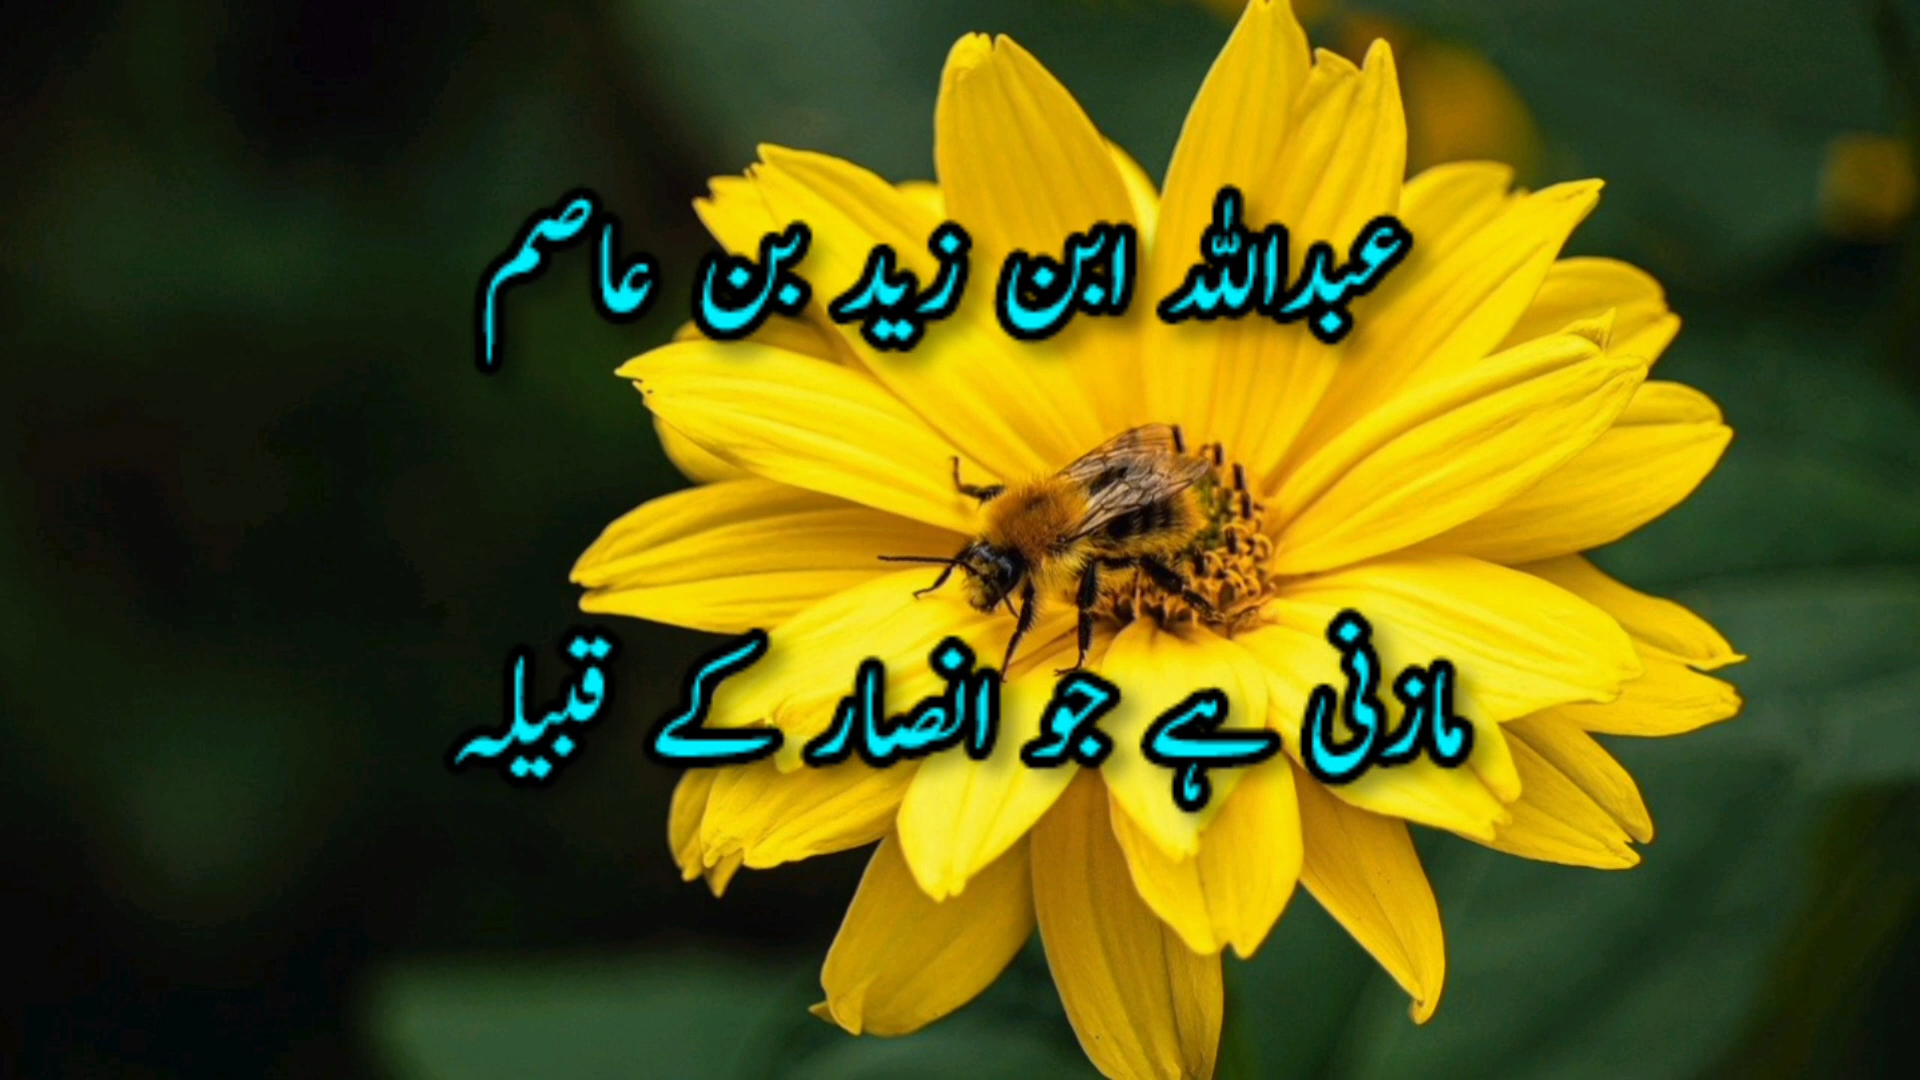 عبداللہ ابن زید بن عاصم
مازنی ہے جو انصار کے قبیلہ